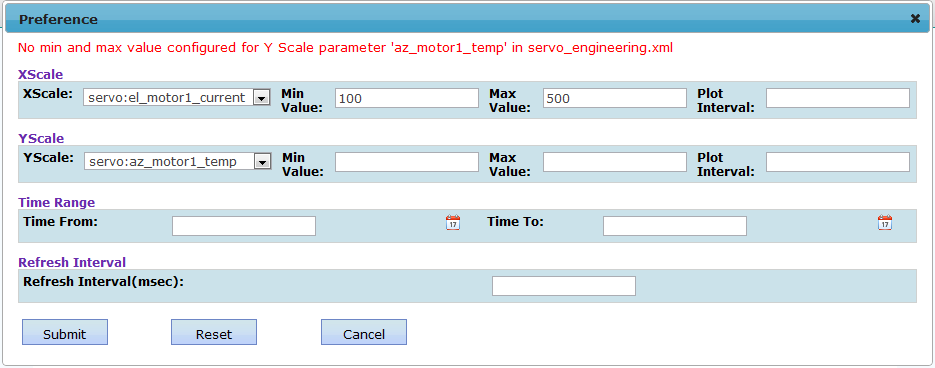 Preference
No min and max value configured for Y Scale parameter 'az_motor1_temp' in servo_engineering.xml
XScale
XScale: servo:el_motor1_current Min Value: 100 Max Value: 500 Plot Interval:
YScale
YScale: servo:az_motor1_temp Min Value: Max Value: Plot Interval:
Time Range
Time From: 17 Time To: 17
Refresh Interval
Refresh Interval(msec):
Submit Reset Cancel